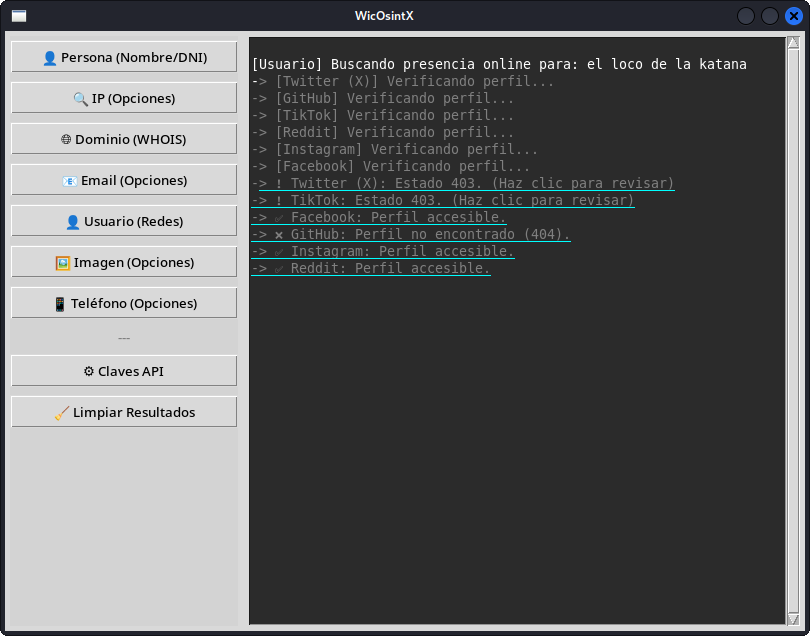 WicOsintX
👤 Persona (Nombre/DNI)
🔍 IP (Opciones)
🌐 Dominio (WHOIS)
📧 Email (Opciones)
👤 Usuario (Redes)
🖼️ Imagen (Opciones)
📱 Teléfono (Opciones)
---
⚙ Claves API
🧹 Limpiar Resultados
[Usuario] Buscando presencia online para: el loco de la katana
-> [Twitter (X)] Verificando perfil...
-> [GitHub] Verificando perfil...
-> [TikTok] Verificando perfil...
-> [Reddit] Verificando perfil...
-> [Instagram] Verificando perfil...
-> [Facebook] Verificando perfil...
-> ! Twitter (X): Estado 403. (Haz clic para revisar)
-> ! TikTok: Estado 403. (Haz clic para revisar)
-> ✅ Facebook: Perfil accesible.
-> ❌ GitHub: Perfil no encontrado (404).
-> ✅ Instagram: Perfil accesible.
-> ✅ Reddit: Perfil accesible.